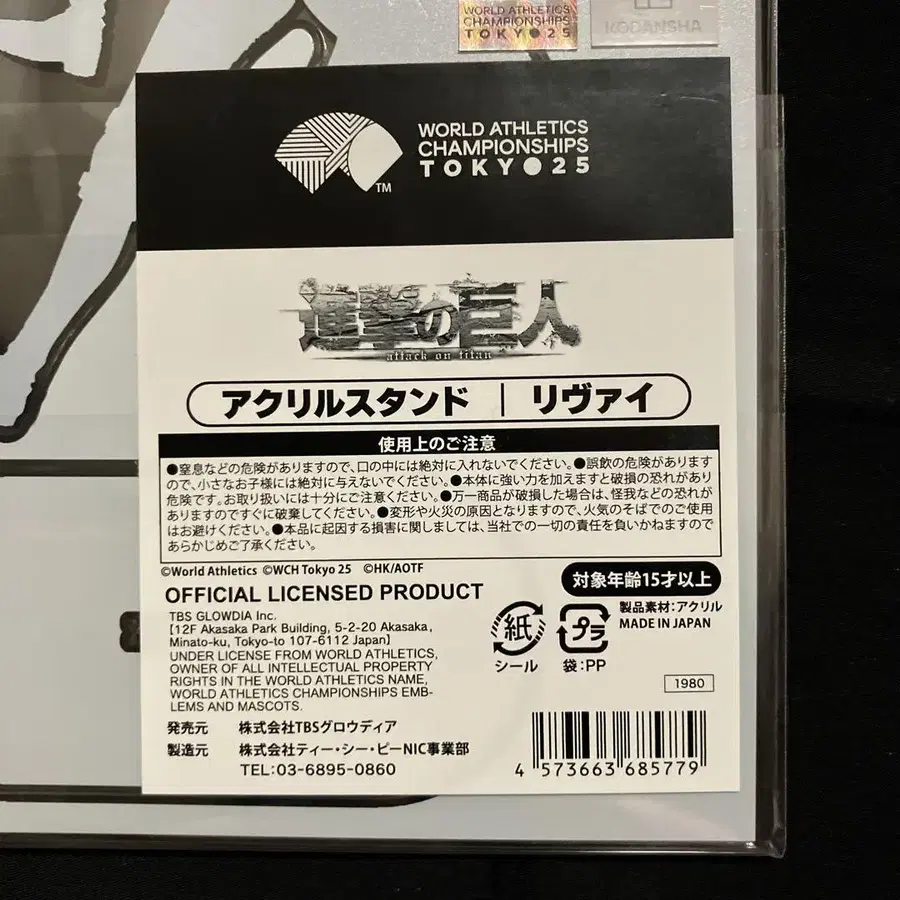 WORLD ATHLETICS
CHAMPIONSHIPS
TOKYO25
KODANSHA
WORLD ATHLETICS
CHAMPIONSHIPS
TOKYO25
TM
進撃の巨人
attack on titan
アクリルスタンド | リヴァイ
使用上のご注意
●窒息などの危険がありますので、口の中には絶対に入れないでください。●誤飲の危険があります
ので、小さなお子様には絶対に与えないでください。●本体に強い力を加えますと破損の恐れがあり
危険です。お取り扱いには十分にご注意ください。●万一商品が破損した場合は、怪我などの恐れが
ありますのですぐに破棄してください。●変形や火災の原因となりますので、火気のそばでのご使用
はお避けください。●本品に起因する損害に関しましては、当社での一切の責任を負いかねますので
あらかじめご了承ください。
©World Athletics ©WCH Tokyo 25 ©HK/AOTF
OFFICIAL LICENSED PRODUCT
対象年齢15才以上
TBS GLOWDIA Inc.
【12F Akasaka Park Building, 5-2-20 Akasaka,
Minato-ku, Tokyo-to 107-6112 Japan】
UNDER LICENSE FROM WORLD ATHLETICS,
OWNER OF ALL INTELLECTUAL PROPERTY
RIGHTS IN THE WORLD ATHLETICS NAME,
WORLD ATHLETICS CHAMPIONSHIPS EMB-
LEMS AND MASCOTS.
紙
シール
プラ
袋:PP
製品素材:アクリル
MADE IN JAPAN
1980
発売元 株式会社TBSグロウディア
製造元 株式会社ティー・シー・ピーNIC事業部
TEL:03-6895-0860
4 573663 685779